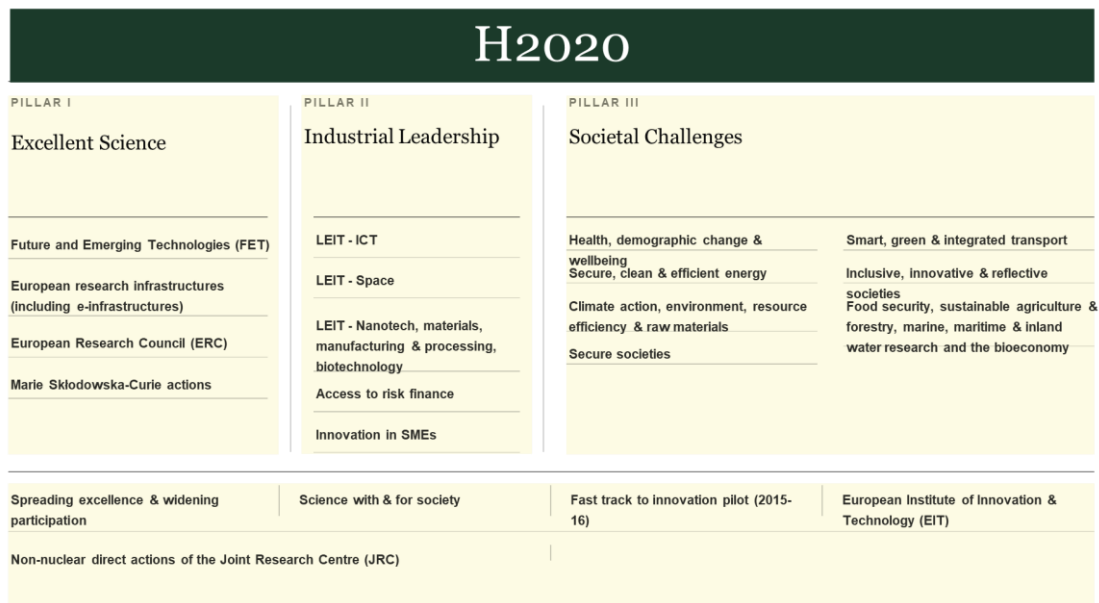 H2020
PILLAR I
Excellent Science
Future and Emerging Technologies (FET)
European research infrastructures
(including e-infrastructures)
European Research Council (ERC)
Marie Skłodowska-Curie actions
PILLAR II
Industrial Leadership
LEIT - ICT
LEIT - Space
LEIT - Nanotech, materials,
manufacturing & processing,
biotechnology
Access to risk finance
Innovation in SMEs
PILLAR III
Societal Challenges
Health, demographic change &
wellbeing
Secure, clean & efficient energy
Climate action, environment, resource
efficiency & raw materials
Secure societies
Smart, green & integrated transport
Inclusive, innovative & reflective
societies
Food security, sustainable agriculture &
forestry, marine, maritime & inland
water research and the bioeconomy
Spreading excellence & widening
participation
Science with & for society
Fast track to innovation pilot (2015-
16)
European Institute of Innovation &
Technology (EIT)
Non-nuclear direct actions of the Joint Research Centre (JRC)